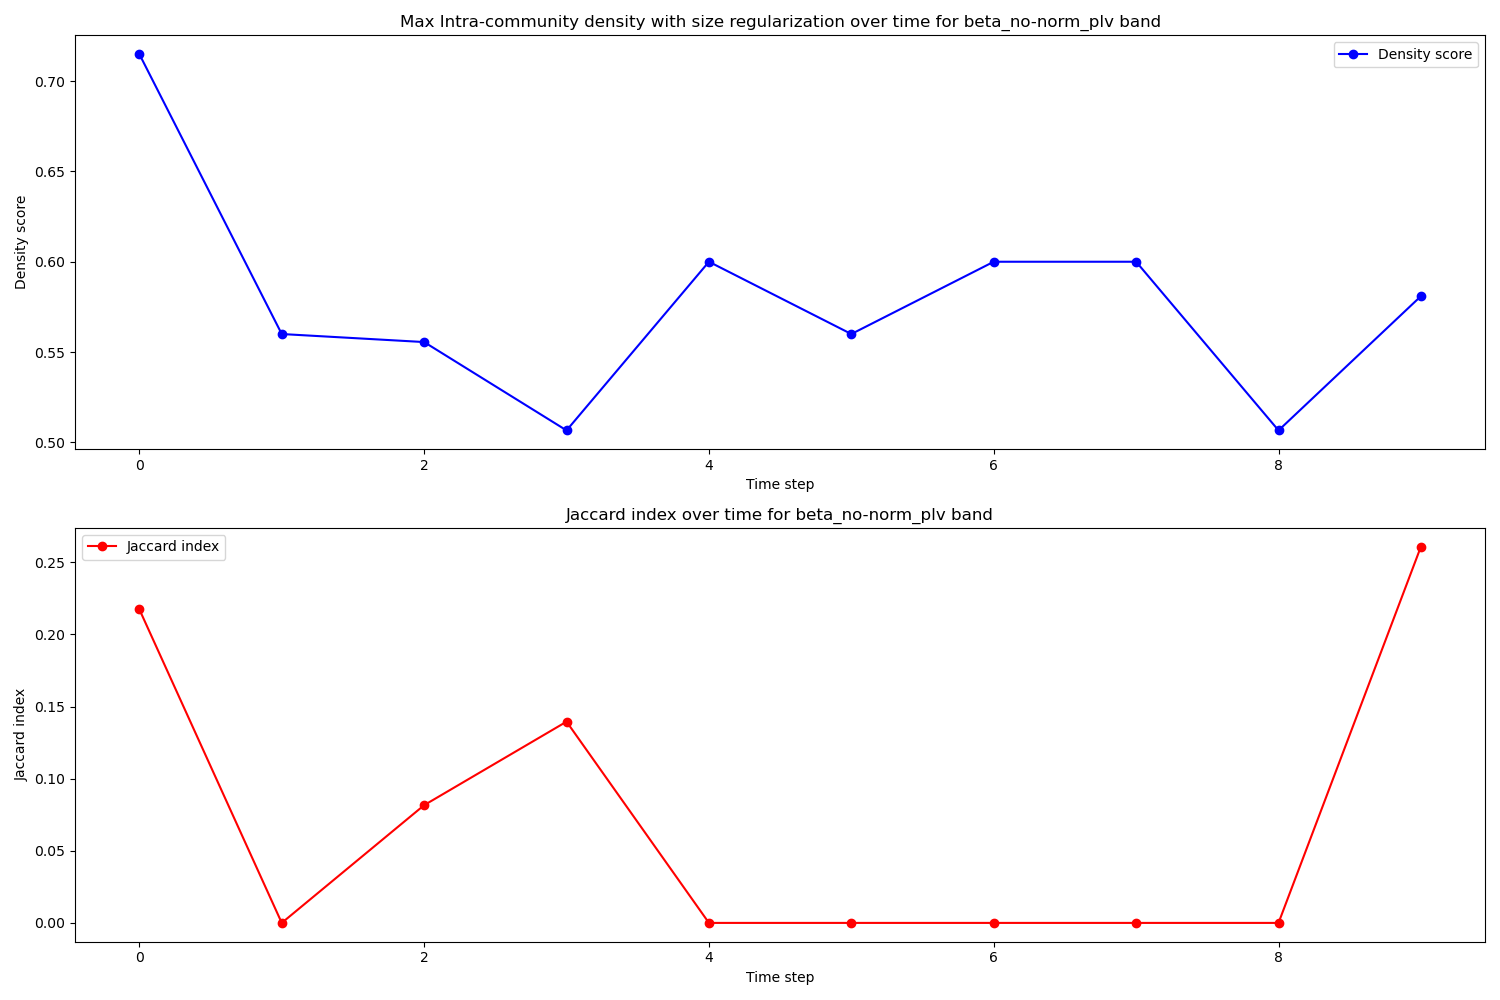 Max Intra-community density with size regularization over time for beta_no-norm_plv band
Density score
0.70
0.65
0.60
0.55
0.50
Density score
0 2 4 6 8
Time step
Jaccard index over time for beta_no-norm_plv band
Jaccard index
0.25
0.20
0.15
0.10
0.05
0.00
Jaccard index
0 2 4 6 8
Time step